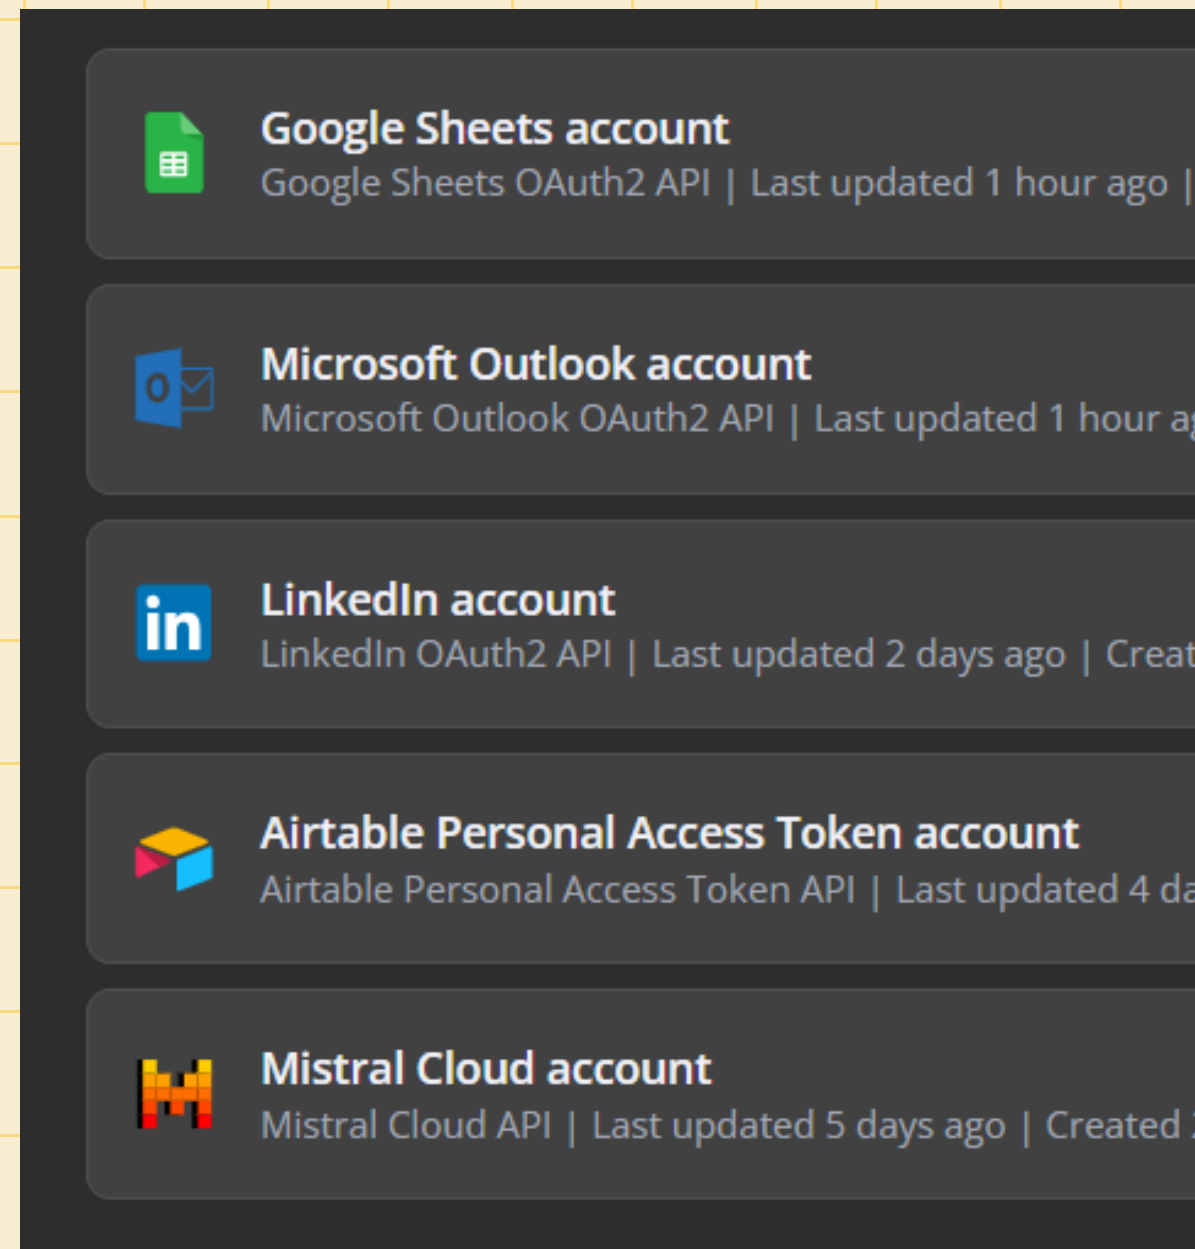 Google Sheets account
Google Sheets OAuth2 API | Last updated 1 hour ago |
Microsoft Outlook account
Microsoft Outlook OAuth2 API | Last updated 1 hour
LinkedIn account
LinkedIn OAuth2 API | Last updated 2 days ago |
Airtable Personal Access Token account
Airtable Personal Access Token API | Last updated 4
Mistral Cloud account
Mistral Cloud API | Last updated 5 days ago | Created